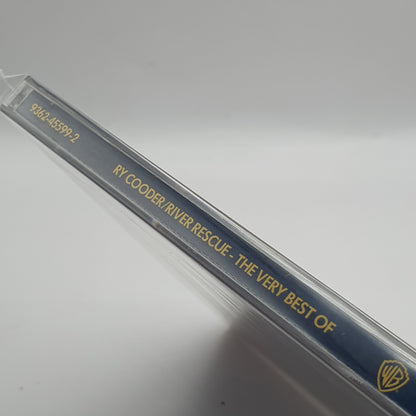 9362-45599-2
RY COODER/RIVER RESCUE - THE VERY BEST OF
WB